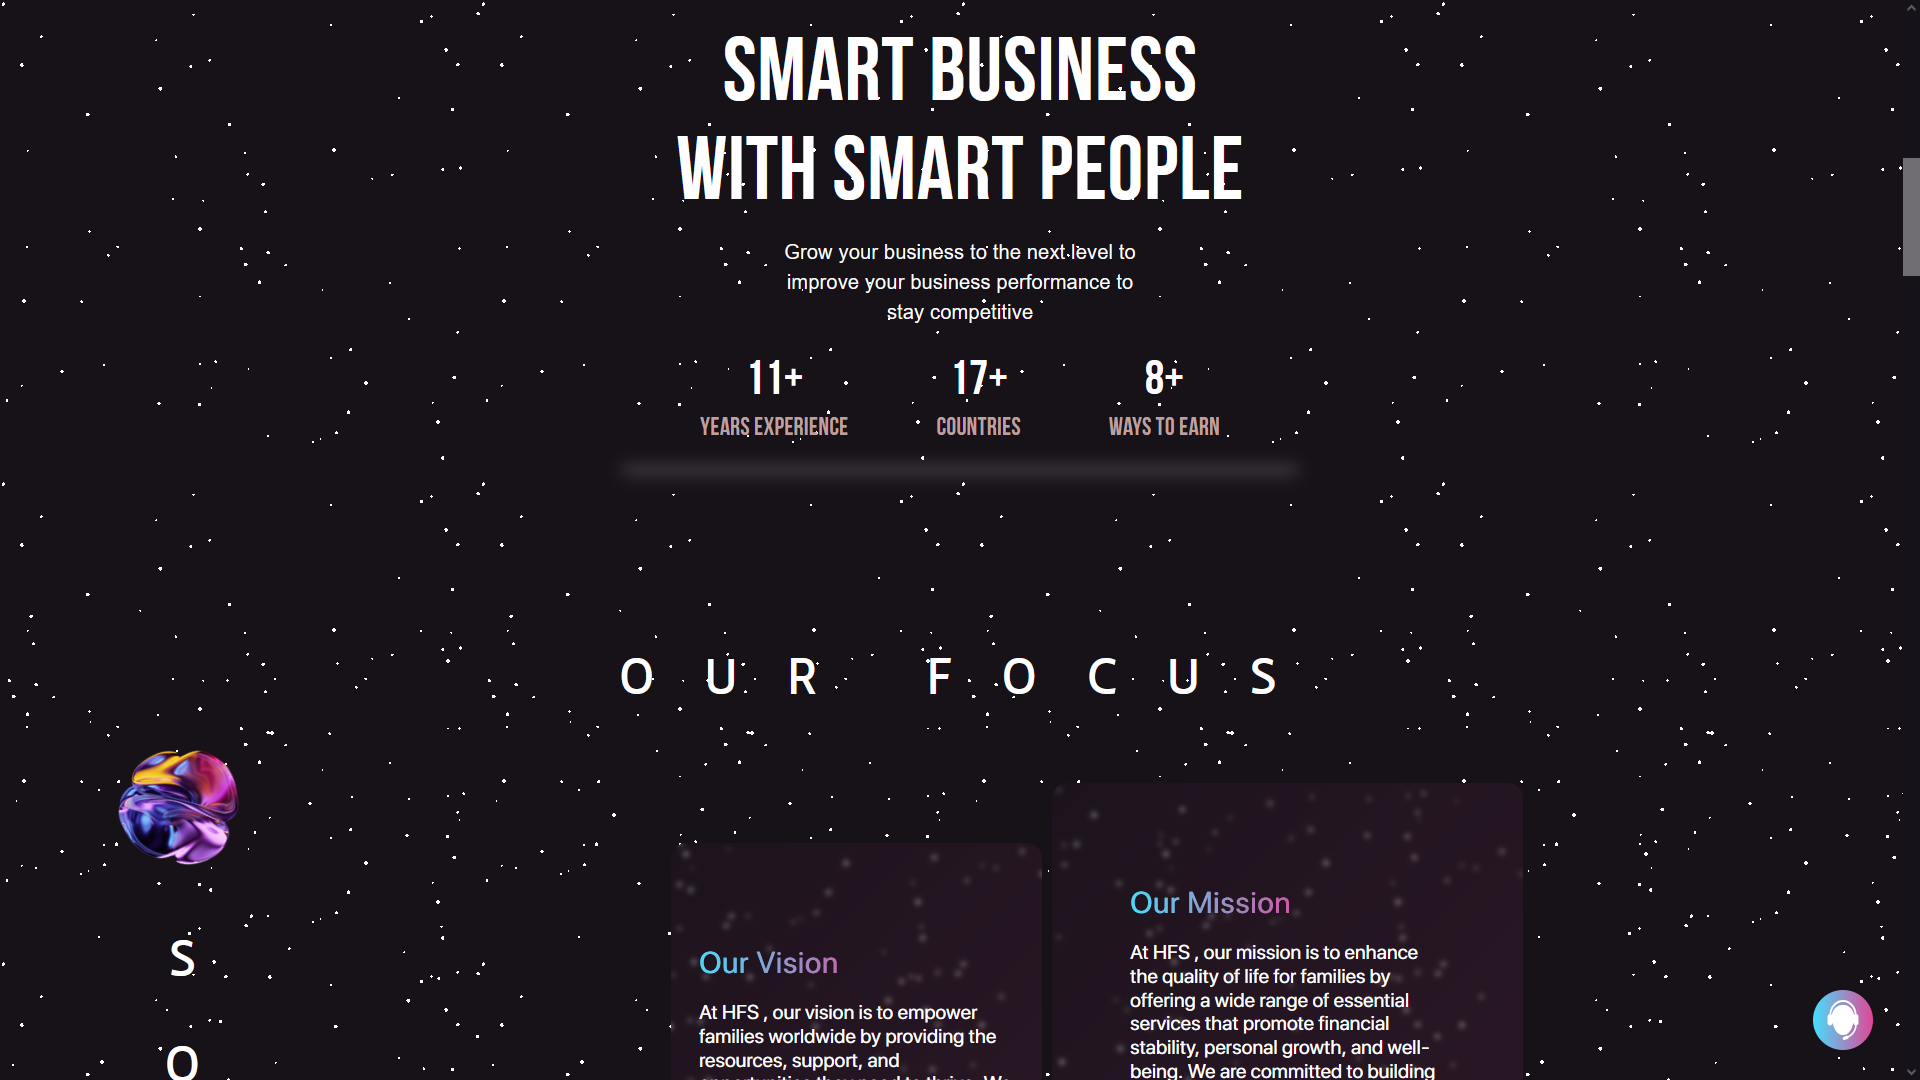 SMART BUSINESS
WITH SMART PEOPLE
Grow your business to the next level to
improve your business performance to
stay competitive
11+
YEARS EXPERIENCE
17+
COUNTRIES
8+
WAYS TO EARN
OUR FOCUS
S
O
Our Vision
At HFS , our vision is to empower
families worldwide by providing the
resources, support, and
Our Mission
At HFS , our mission is to enhance
the quality of life for families by
offering a wide range of essential
services that promote financial
stability, personal growth, and well-
being. We are committed to building